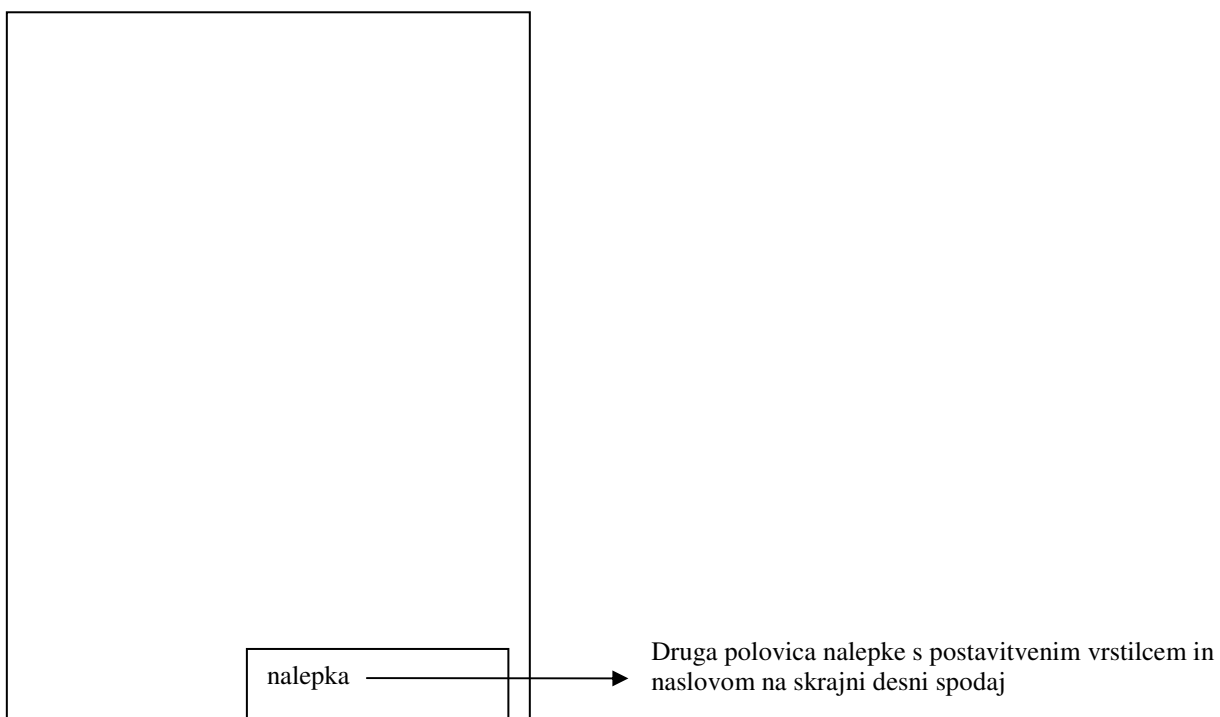 nalepka
Druga polovica nalepke s postavitvenim vrstilcem in
naslovom na skrajni desni spodaj